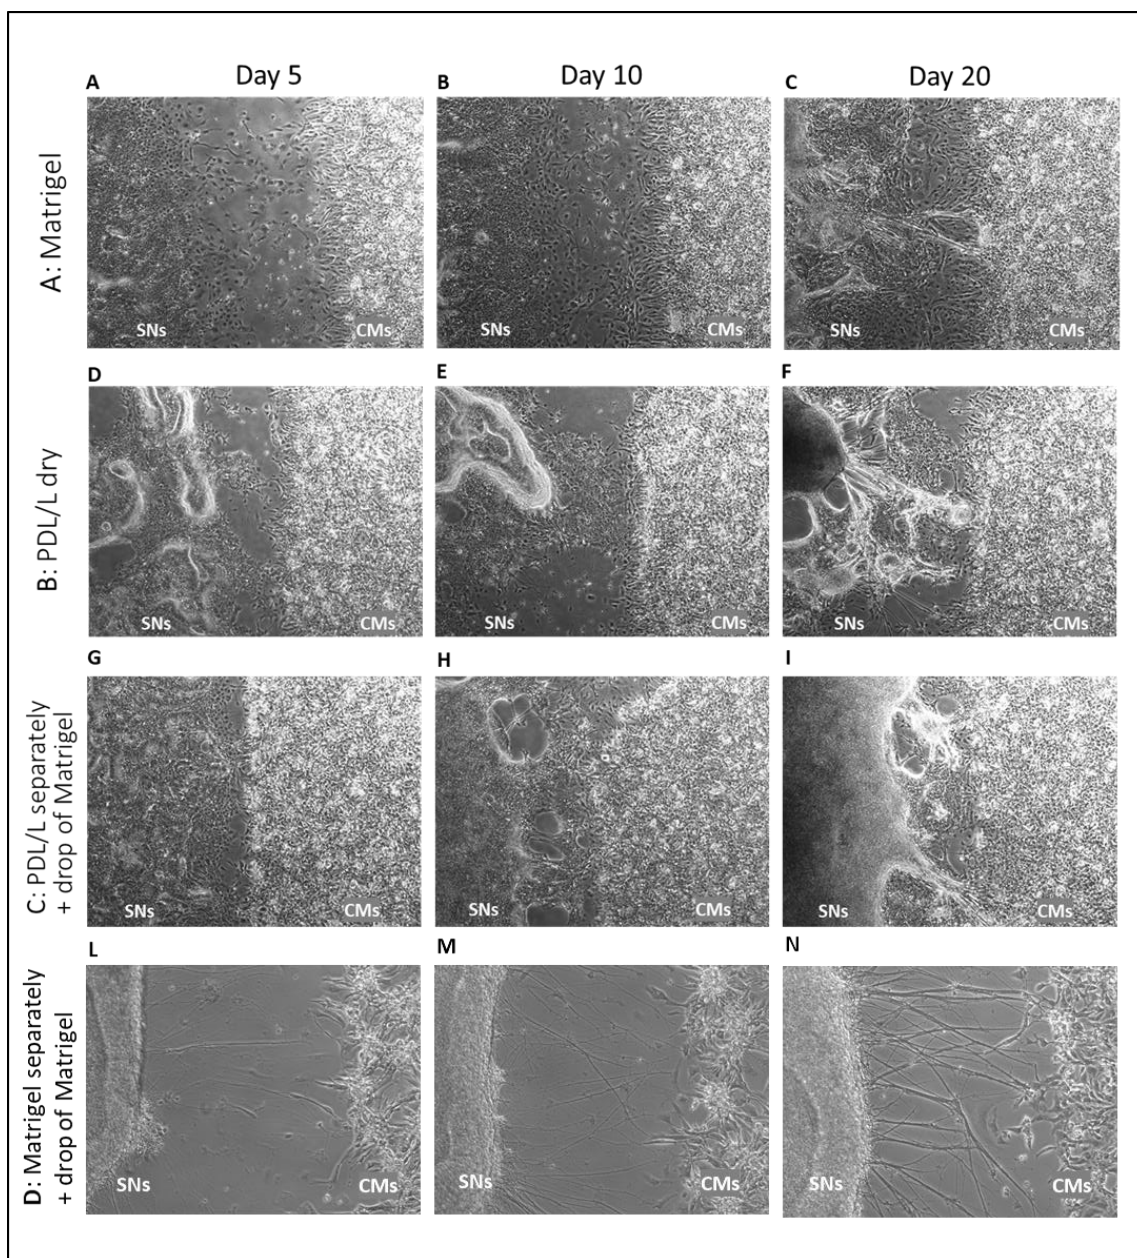 Day 5
Day 10
Day 20
A: Matrigel
A
B
C
SNs
CMs
SNs
CMs
SNs
CMs
B: PDL/L dry
D
E
F
SNs
CMs
SNs
CMs
SNs
CMs
C: PDL/L separately
+ drop of Matrigel
G
H
I
SNs
CMs
SNs
CMs
SNs
CMs
D: Matrigel separately
+ drop of Matrigel
L
M
N
SNs
CMs
SNs
CMs
SNs
CMs